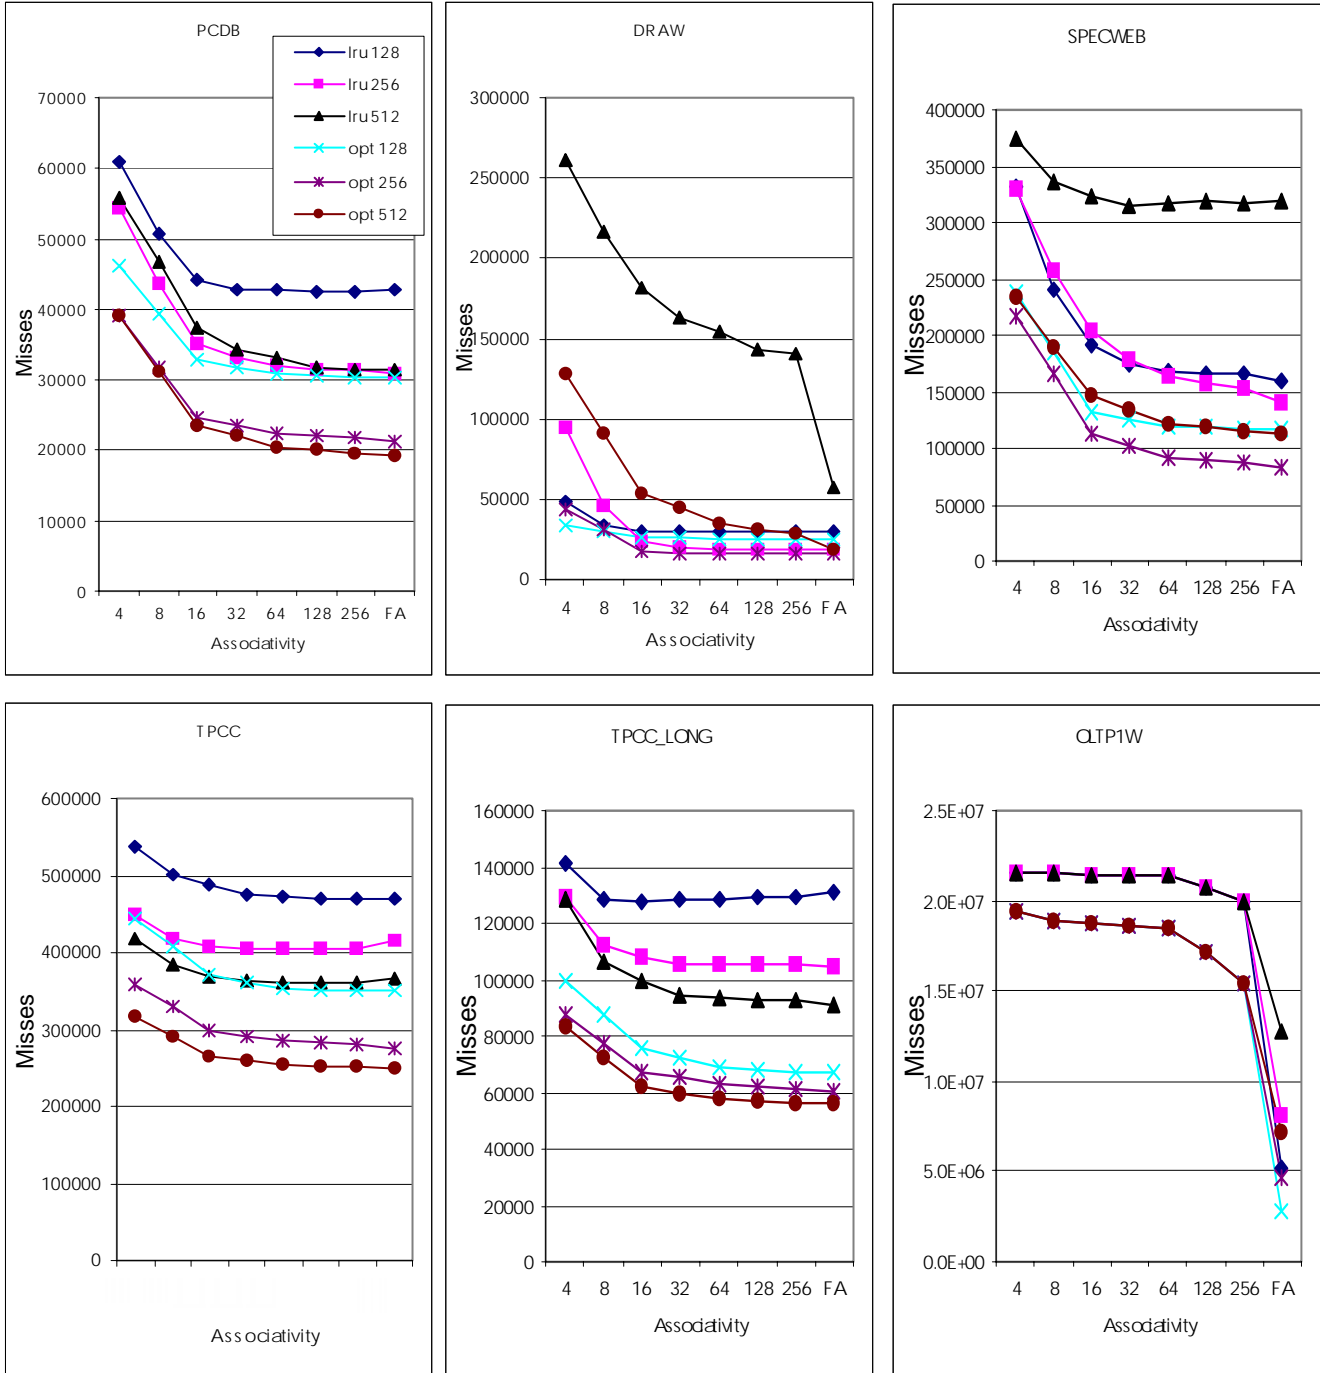 PCDB
lru128
lru256
lru512
opt128
opt256
opt512
70000
60000
50000
40000
30000
20000
10000
0
Misses
4 8 16 32 64 128 256 FA
Associativity
DRAW
300000
250000
200000
150000
100000
50000
0
Misses
4 8 16 32 64 128 256 FA
Associativity
SPECWEB
400000
350000
300000
250000
200000
150000
100000
50000
0
Misses
4 8 16 32 64 128 256 FA
Associativity
TPCC
600000
500000
400000
300000
200000
100000
0
Misses
Associativity
TPCC_LONG
160000
140000
120000
100000
80000
60000
40000
20000
0
Misses
4 8 16 32 64 128 256 FA
Associativity
OLTP1W
2.5E+07
2.0E+07
1.5E+07
1.0E+07
5.0E+06
0.0E+00
Misses
4 8 16 32 64 128 256 FA
Associativity